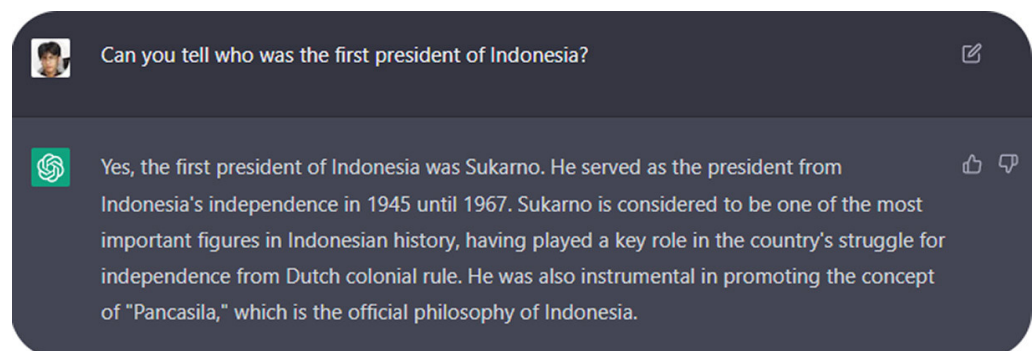 Can you tell who was the first president of Indonesia?
Yes, the first president of Indonesia was Sukarno. He served as the president from
Indonesia's independence in 1945 until 1967. Sukarno is considered to be one of the most
important figures in Indonesian history, having played a key role in the country's struggle for
independence from Dutch colonial rule. He was also instrumental in promoting the concept
of "Pancasila," which is the official philosophy of Indonesia.